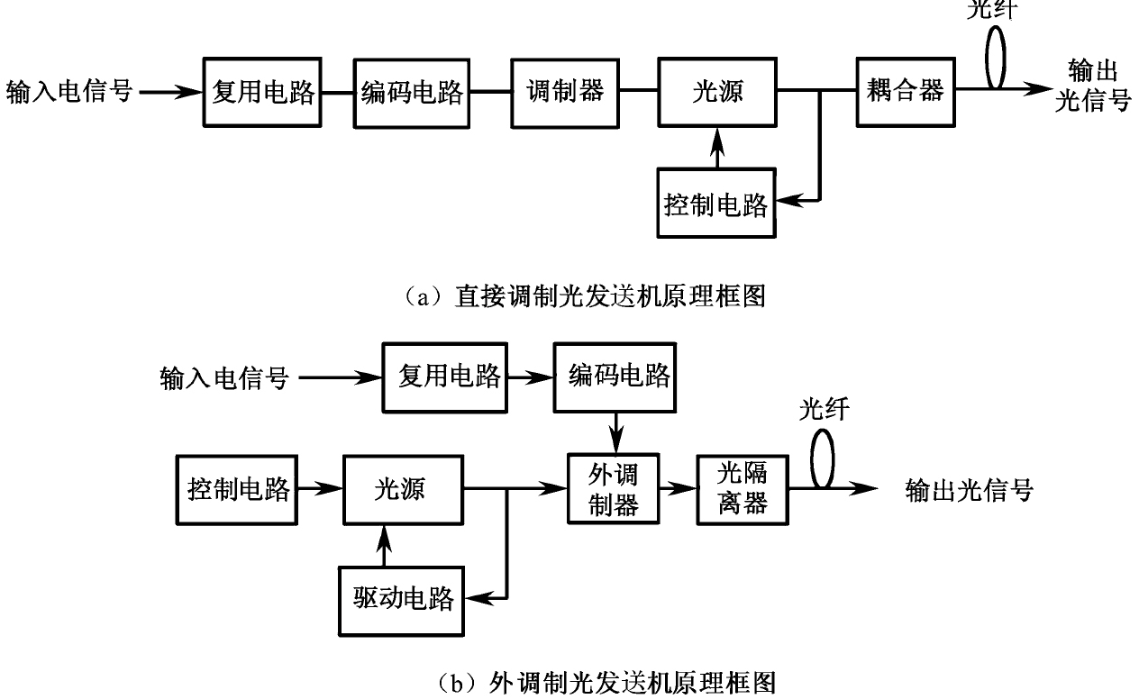 光纤
输入电信号
复用电路
编码电路
调制器
光源
耦合器
输出
光信号
控制电路
（a）直接调制光发送机原理框图
输入电信号
复用电路
编码电路
光纤
控制电路
光源
外调
制器
光隔
离器
输出光信号
驱动电路
（b）外调制光发送机原理框图